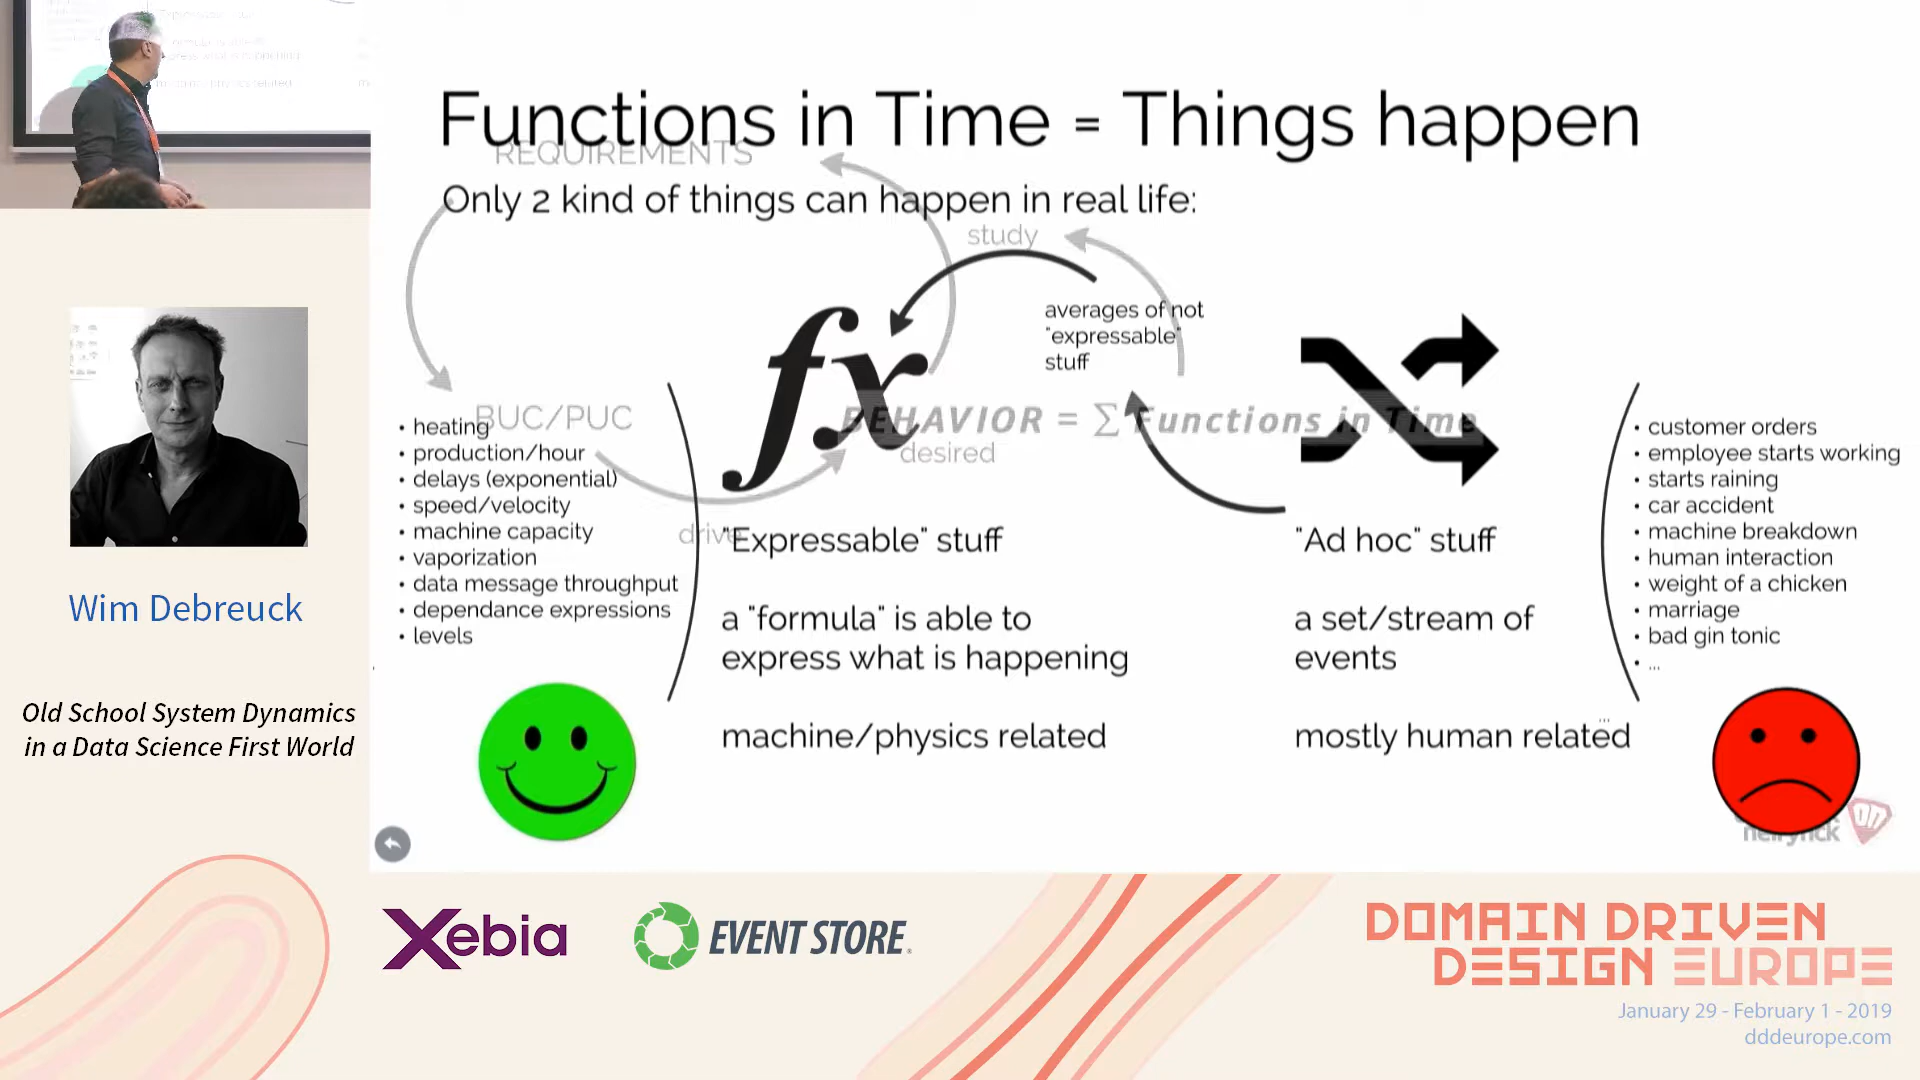 Functions in Time = Things happen
REQUIREMENTS
Only 2 kind of things can happen in real life:
study
averages of not
"expressable"
stuff
fx
BUC/PUC
BEHAVIOR = ∑ Functions in Time
desired
drive
• heating
• production/hour
• delays (exponential)
• speed/velocity
• machine capacity
• vaporization
• data message throughput
• dependance expressions
• levels
"Expressable" stuff
a "formula" is able to
express what is happening
machine/physics related
"Ad hoc" stuff
a set/stream of
events
mostly human related
• customer orders
• employee starts working
• starts raining
• car accident
• machine breakdown
• human interaction
• weight of a chicken
• marriage
• bad gin tonic
• ...
...
Wim Debreuck
Old School System Dynamics
in a Data Science First World
Xebia
EVENT STORE
DOMAIN DRIVEN
DESIGN EUROPE
January 29 - February 1 - 2019
dddeurope.com